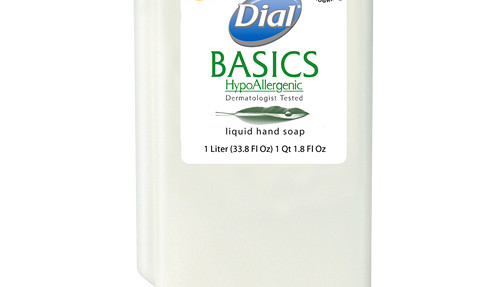 Dial
BASICS
HypoAllergenic
Dermatologist Tested
liquid hand soap
1 Liter (33.8 Fl Oz) 1 Qt 1.8 Fl Oz